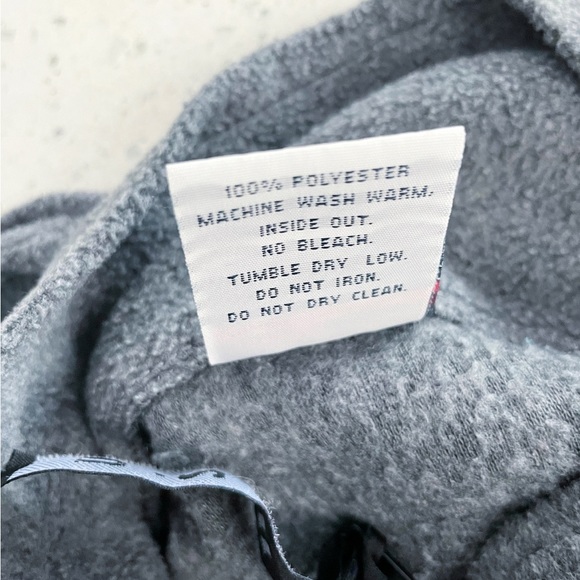 100% POLYESTER
MACHINE WASH WARM.
INSIDE OUT.
NO BLEACH.
TUMBLE DRY LOW.
DO NOT IRON.
DO NOT DRY CLEAN.